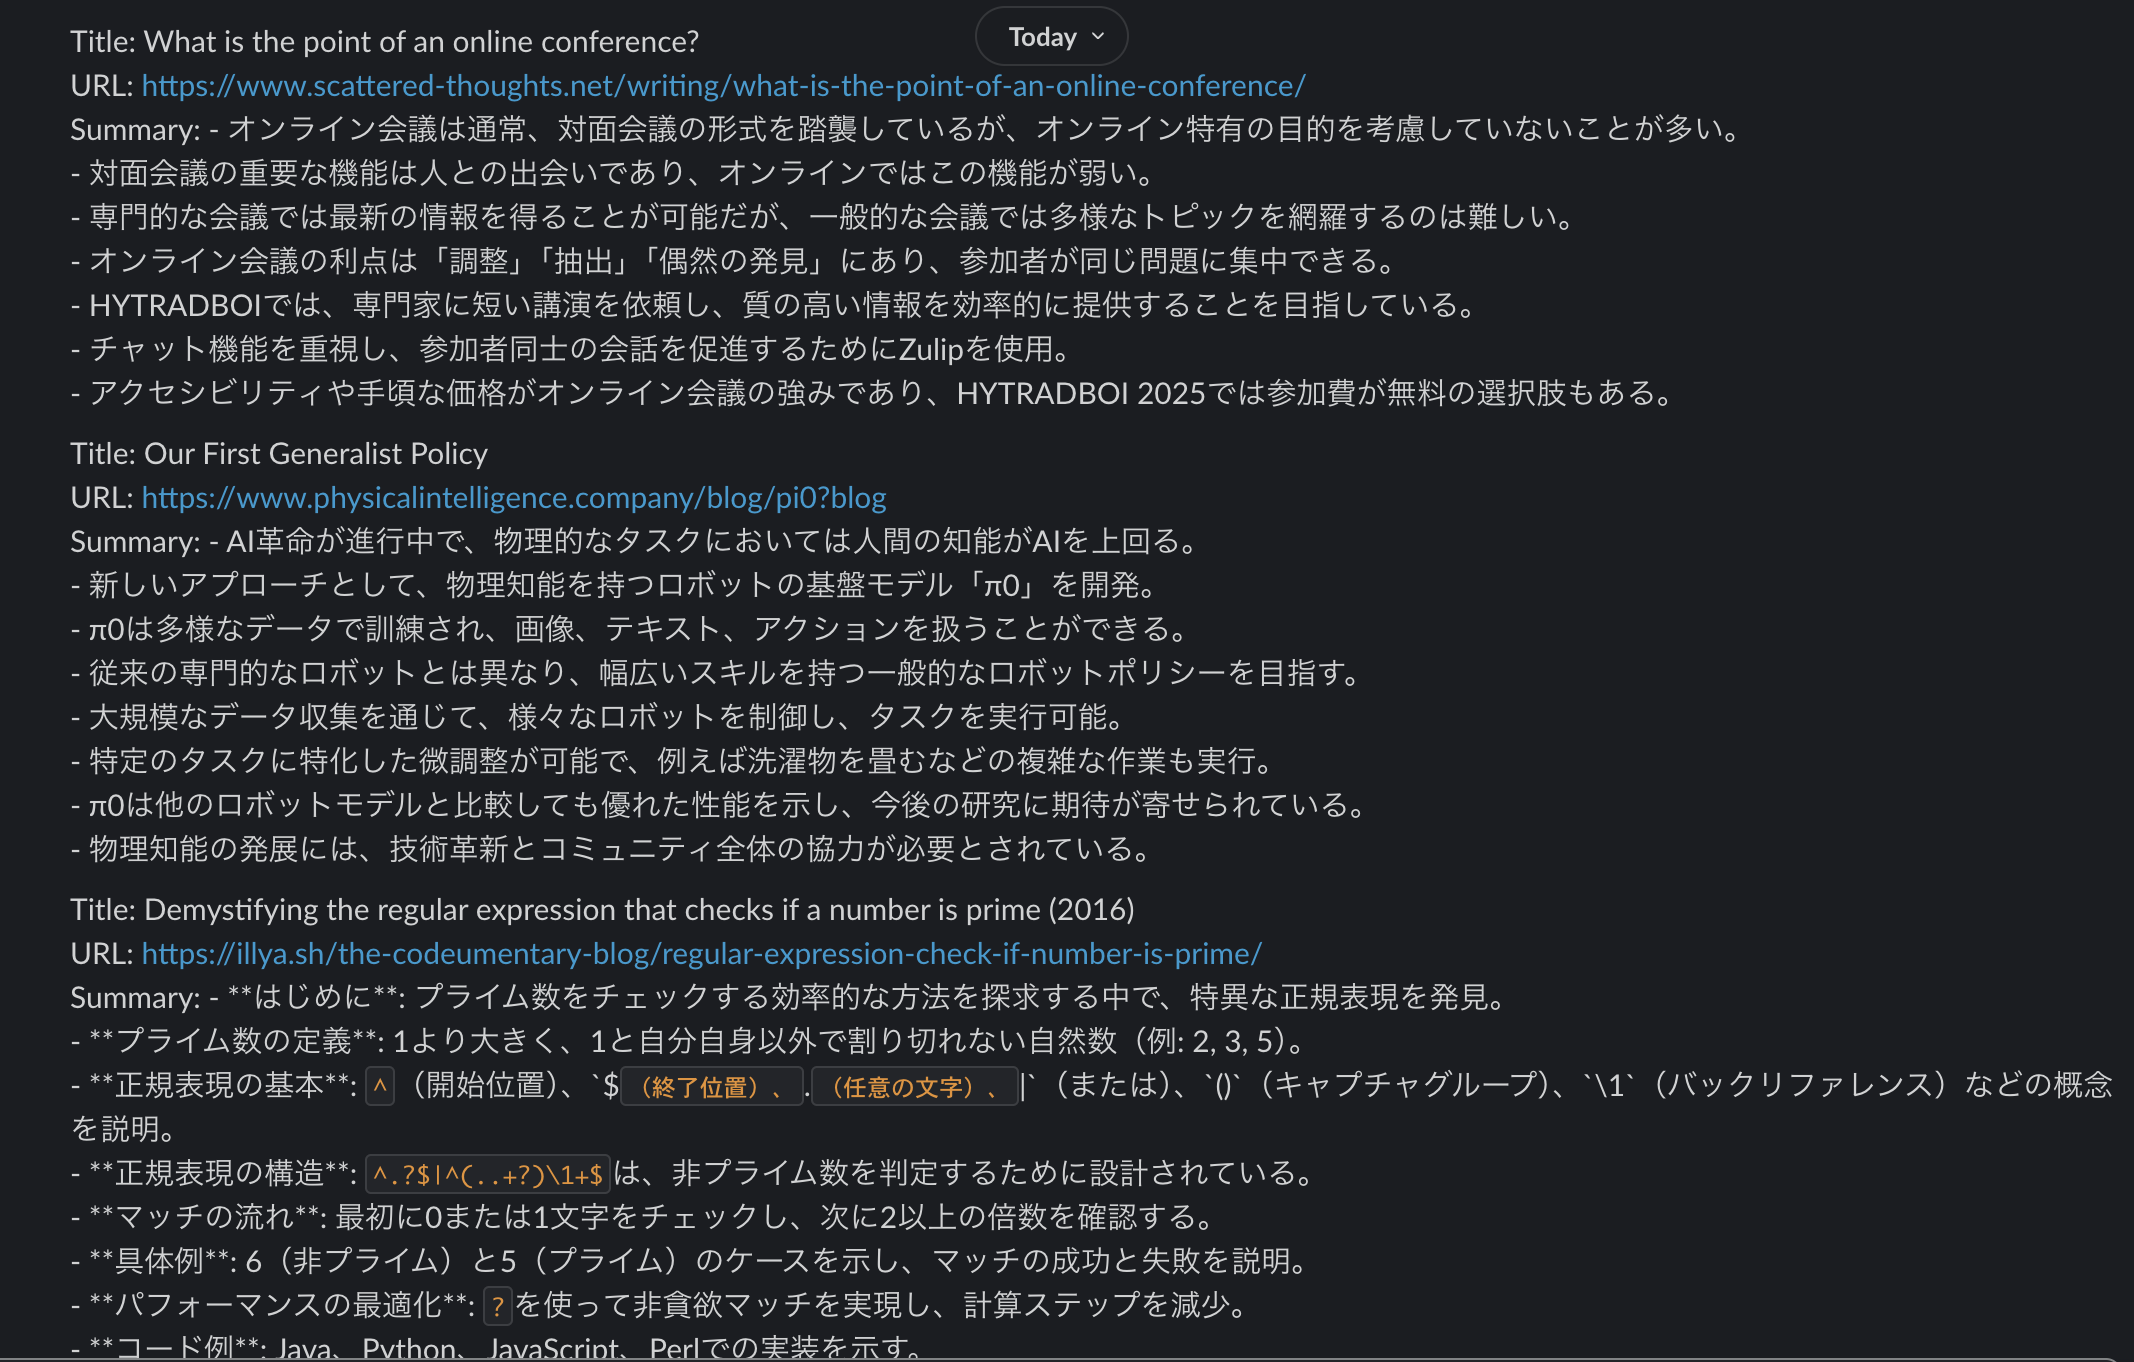 Today
Title: What is the point of an online conference?
URL: https://www.scattered-thoughts.net/writing/what-is-the-point-of-an-online-conference/
Summary: - オンライン会議は通常、対面会議の形式を踏襲しているが、オンライン特有の目的を考慮していないことが多い。
- 対面会議の重要な機能は人との出会いであり、オンラインではこの機能が弱い。
- 専門的な会議では最新の情報を得ることが可能だが、一般的な会議では多様なトピックを網羅するのは難しい。
- オンライン会議の利点は「調整」「抽出」「偶然の発見」にあり、参加者が同じ問題に集中できる。
- HYTRADBOIでは、専門家に短い講演を依頼し、質の高い情報を効率的に提供することを目指している。
- チャット機能を重視し、参加者同士の会話を促進するためにZulipを使用。
- アクセシビリティや手頃な価格がオンライン会議の強みであり、HYTRADBOI 2025では参加費が無料の選択肢もある。
Title: Our First Generalist Policy
URL: https://www.physicalintelligence.company/blog/pi0?blog
Summary: - AI革命が進行中で、物理的なタスクにおいては人間の知能がAIを上回る。
- 新しいアプローチとして、物理知能を持つロボットの基盤モデル「π0」を開発。
- π0は多様なデータで訓練され、画像、テキスト、アクションを扱うことができる。
- 従来の専門的なロボットとは異なり、幅広いスキルを持つ一般的なロボットポリシーを目指す。
- 大規模なデータ収集を通じて、様々なロボットを制御し、タスクを実行可能。
- 特定のタスクに特化した微調整が可能で、例えば洗濯物を畳むなどの複雑な作業も実行。
- π0は他のロボットモデルと比較しても優れた性能を示し、今後の研究に期待が寄せられている。
- 物理知能の発展には、技術革新とコミュニティ全体の協力が必要とされている。
Title: Demystifying the regular expression that checks if a number is prime (2016)
URL: https://illya.sh/the-codeumentary-blog/regular-expression-check-if-number-is-prime/
Summary: - **はじめに**: プライム数をチェックする効率的な方法を探求する中で、特異な正規表現を発見。
- **プライム数の定義**: 1より大きく、1と自分自身以外で割り切れない自然数（例: 2, 3, 5）。
- **正規表現の基本**: ^（開始位置）、`$（終了位置）、.（任意の文字）、|`（または）、`()`（キャプチャグループ）、`\1`（バックリファレンス）などの概念
を説明。
- **正規表現の構造**: ^.?$|^(..+?)\1+$は、非プライム数を判定するために設計されている。
- **マッチの流れ**: 最初に0または1文字をチェックし、次に2以上の倍数を確認する。
- **具体例**: 6（非プライム）と5（プライム）のケースを示し、マッチの成功と失敗を説明。
- **パフォーマンスの最適化**: ?を使って非貪欲マッチを実現し、計算ステップを減少。
- **コード例**: Java、Python、JavaScript、Perlでの実装を示す。